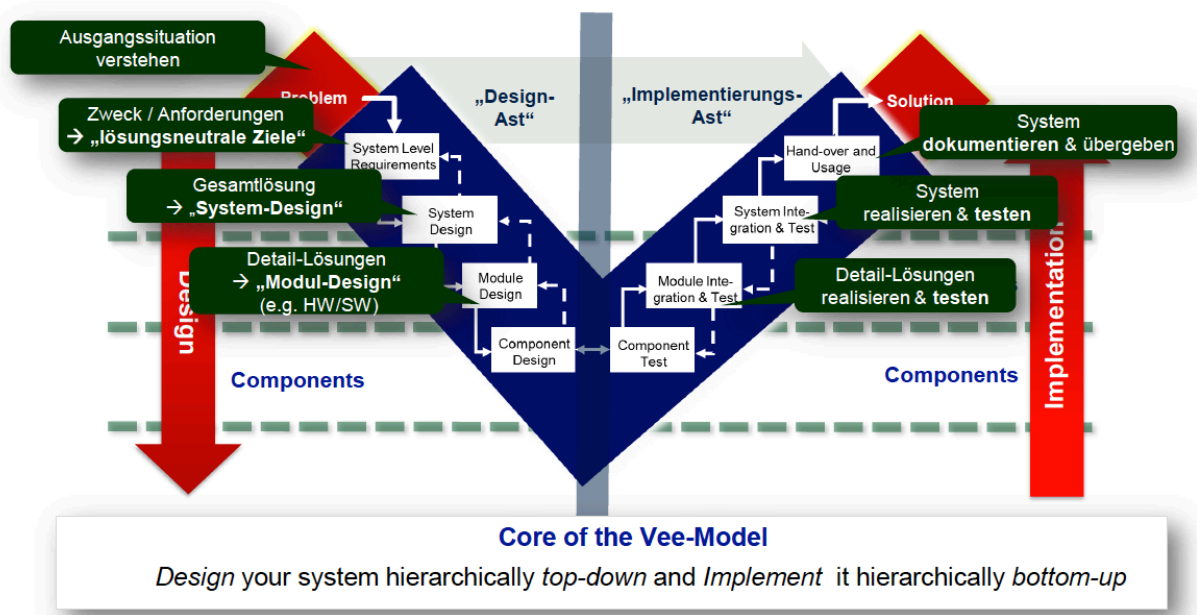 Ausgangssituation
verstehen
Problem
Zweck / Anforderungen
→ „lösungsneutrale Ziele“
System Level
Requirements
Gesamtlösung
→ „System-Design“
System
Design
Detail-Lösungen
→ „Modul-Design“
(e.g. HW/SW)
Module
Design
Component
Design
Design
Components
„Design-
Ast“
„Implementierungs-
Ast“
Solution
System
dokumentieren & übergeben
Hand-over and
Usage
System
realisieren & testen
System Inte-
gration & Test
Detail-Lösungen
realisieren & testen
Module Inte-
gration & Test
Component
Test
Components
Implementation
Core of the Vee-Model
Design your system hierarchically top-down and Implement it hierarchically bottom-up